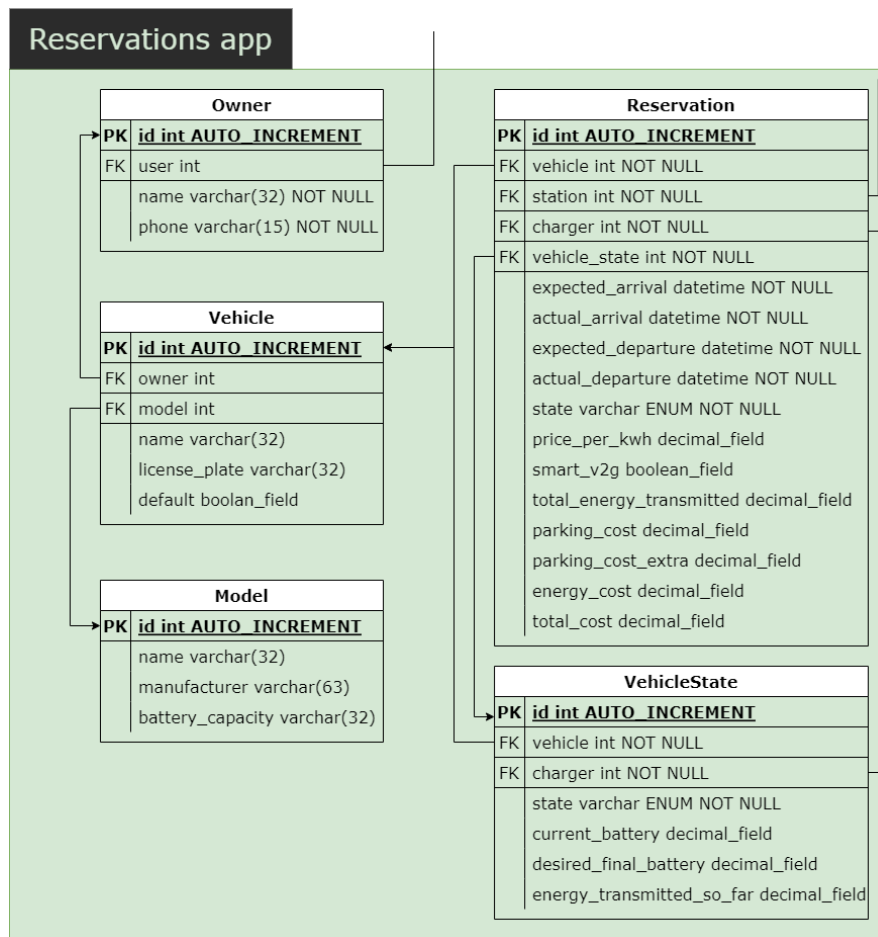 Reservations app
Owner
PK id int AUTO_INCREMENT
FK user int
name varchar(32) NOT NULL
phone varchar(15) NOT NULL
Vehicle
PK id int AUTO_INCREMENT
FK owner int
FK model int
name varchar(32)
license_plate varchar(32)
default boolan_field
Model
PK id int AUTO_INCREMENT
name varchar(32)
manufacturer varchar(63)
battery_capacity varchar(32)
Reservation
PK id int AUTO_INCREMENT
FK vehicle int NOT NULL
FK station int NOT NULL
FK charger int NOT NULL
FK vehicle_state int NOT NULL
expected_arrival datetime NOT NULL
actual_arrival datetime NOT NULL
expected_departure datetime NOT NULL
actual_departure datetime NOT NULL
state varchar ENUM NOT NULL
price_per_kwh decimal_field
smart_v2g boolean_field
total_energy_transmitted decimal_field
parking_cost decimal_field
parking_cost_extra decimal_field
energy_cost decimal_field
total_cost decimal_field
VehicleState
PK id int AUTO_INCREMENT
FK vehicle int NOT NULL
FK charger int NOT NULL
state varchar ENUM NOT NULL
current_battery decimal_field
desired_final_battery decimal_field
energy_transmitted_so_far decimal_field